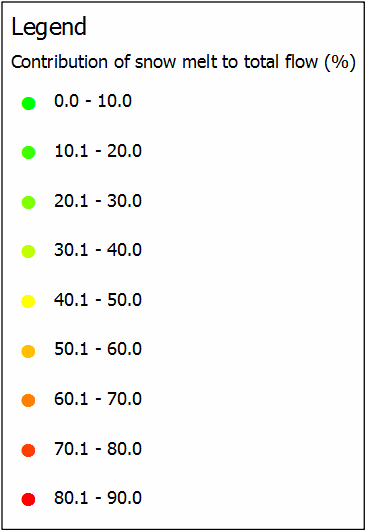 Legend
Contribution of snow melt to total flow (%)
0.0 - 10.0
10.1 - 20.0
20.1 - 30.0
30.1 - 40.0
40.1 - 50.0
50.1 - 60.0
60.1 - 70.0
70.1 - 80.0
80.1 - 90.0